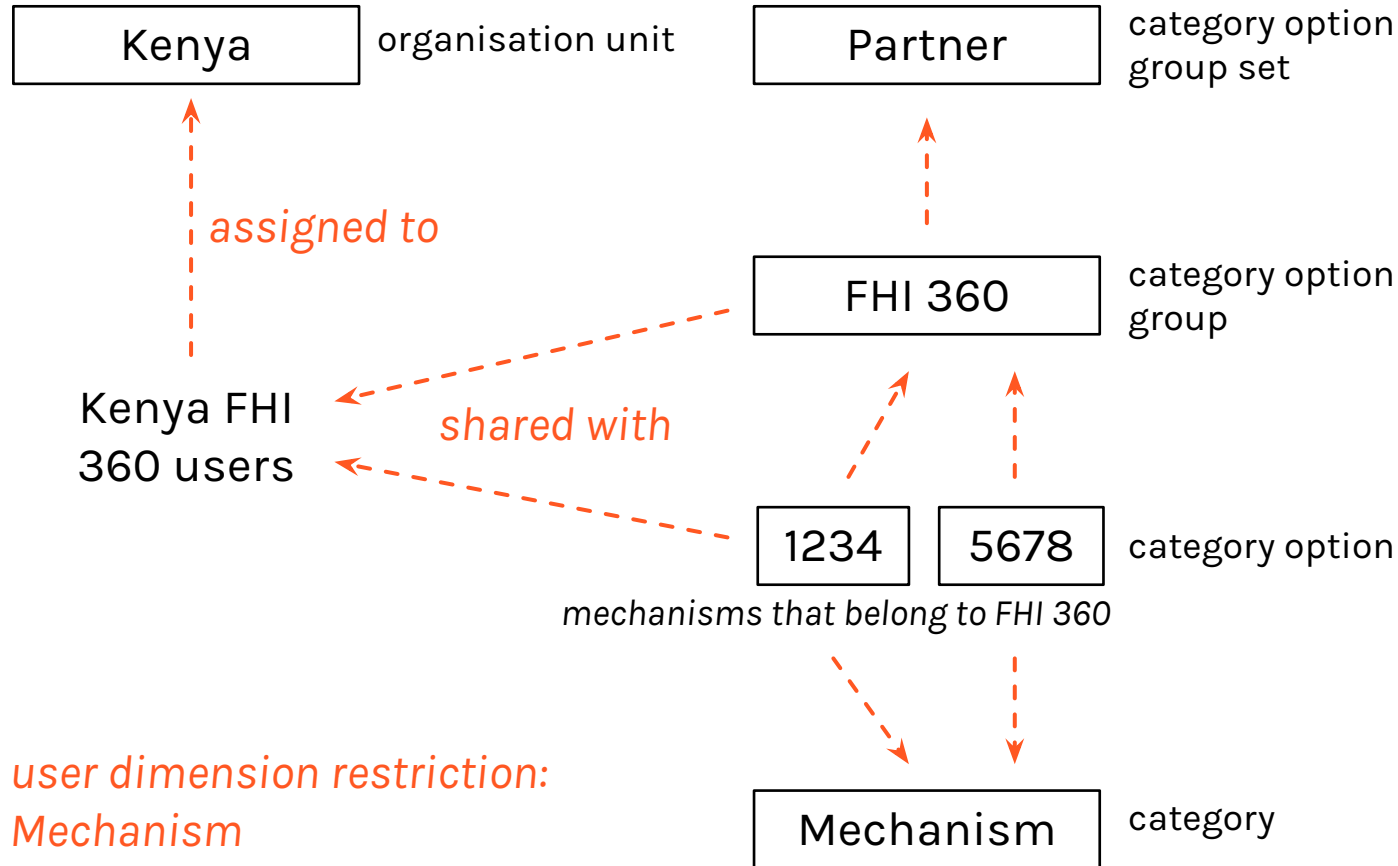 Kenya
organisation unit
Partner
category option
group set
assigned to
FHI 360
category option
group
Kenya FHI
360 users
shared with
1234
5678
category option
mechanisms that belong to FHI 360
user dimension restriction:
Mechanism
Mechanism
category